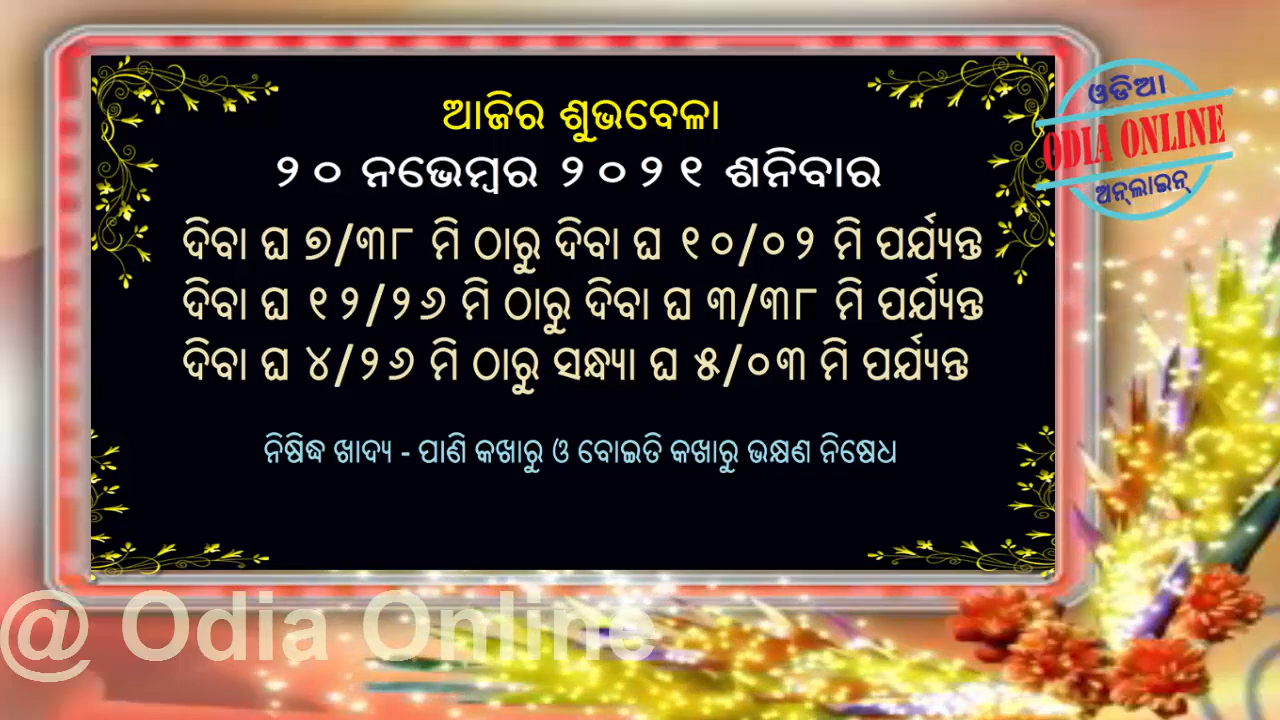 ଆଜିର ଶୁଭବେଳା
୨୦ ନଭେମ୍ବର ୨୦୨୧ ଶନିବାର
ଦିବା ଘ ୭/୩୮ ମି ଠାରୁ ଦିବା ଘ ୧୦/୦୨ ମି ପର୍ଯ୍ୟନ୍ତ
ଦିବା ଘ ୧୨/୨୬ ମି ଠାରୁ ଦିବା ଘ ୩/୩୮ ମି ପର୍ଯ୍ୟନ୍ତ
ଦିବା ଘ ୪/୨୬ ମି ଠାରୁ ସନ୍ଧ୍ୟା ଘ ୫/୦୩ ମି ପର୍ଯ୍ୟନ୍ତ
ନିଷିଦ୍ଧ ଖାଦ୍ୟ - ପାଣି କଖାରୁ ଓ ବୋଇତି କଖାରୁ ଭକ୍ଷଣ ନିଷେଧ
ଓଡିଆ
ODIA ONLINE
ଅନ୍‌ଲାଇନ୍
@ Odia Online